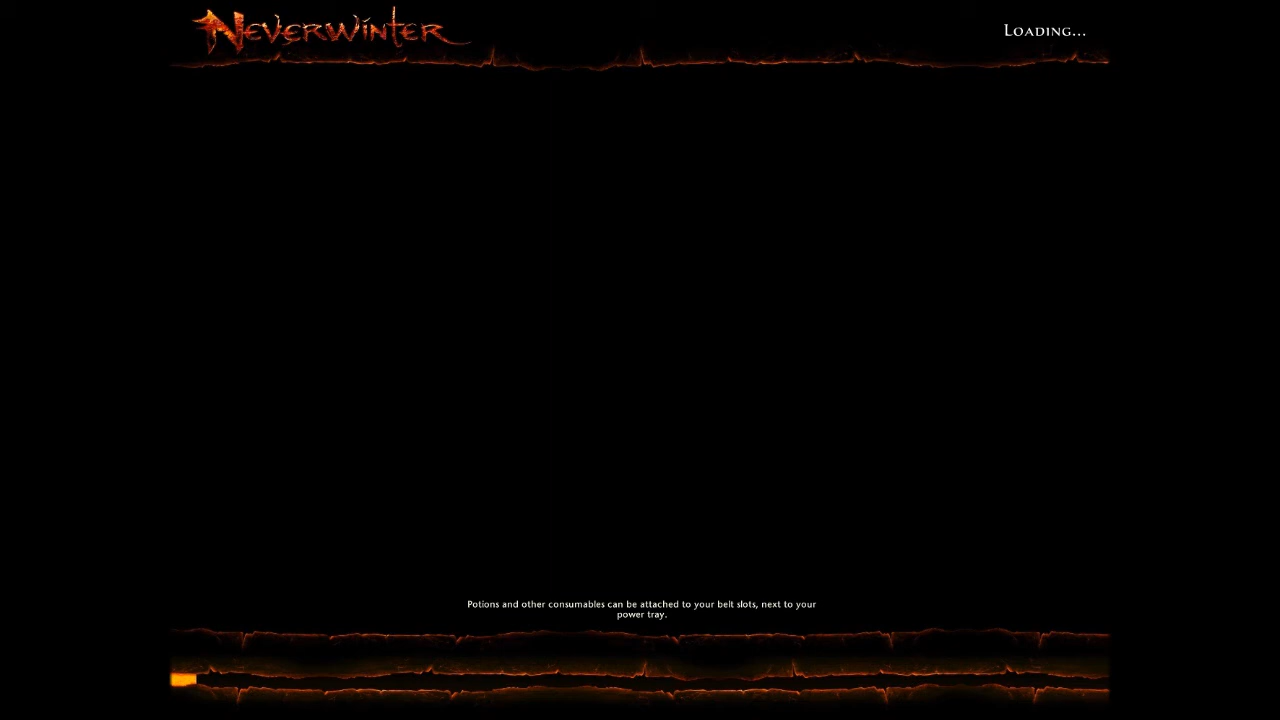 Neverwinter
Loading...
Potions and other consumables can be attached to your belt slots, next to your
power tray.